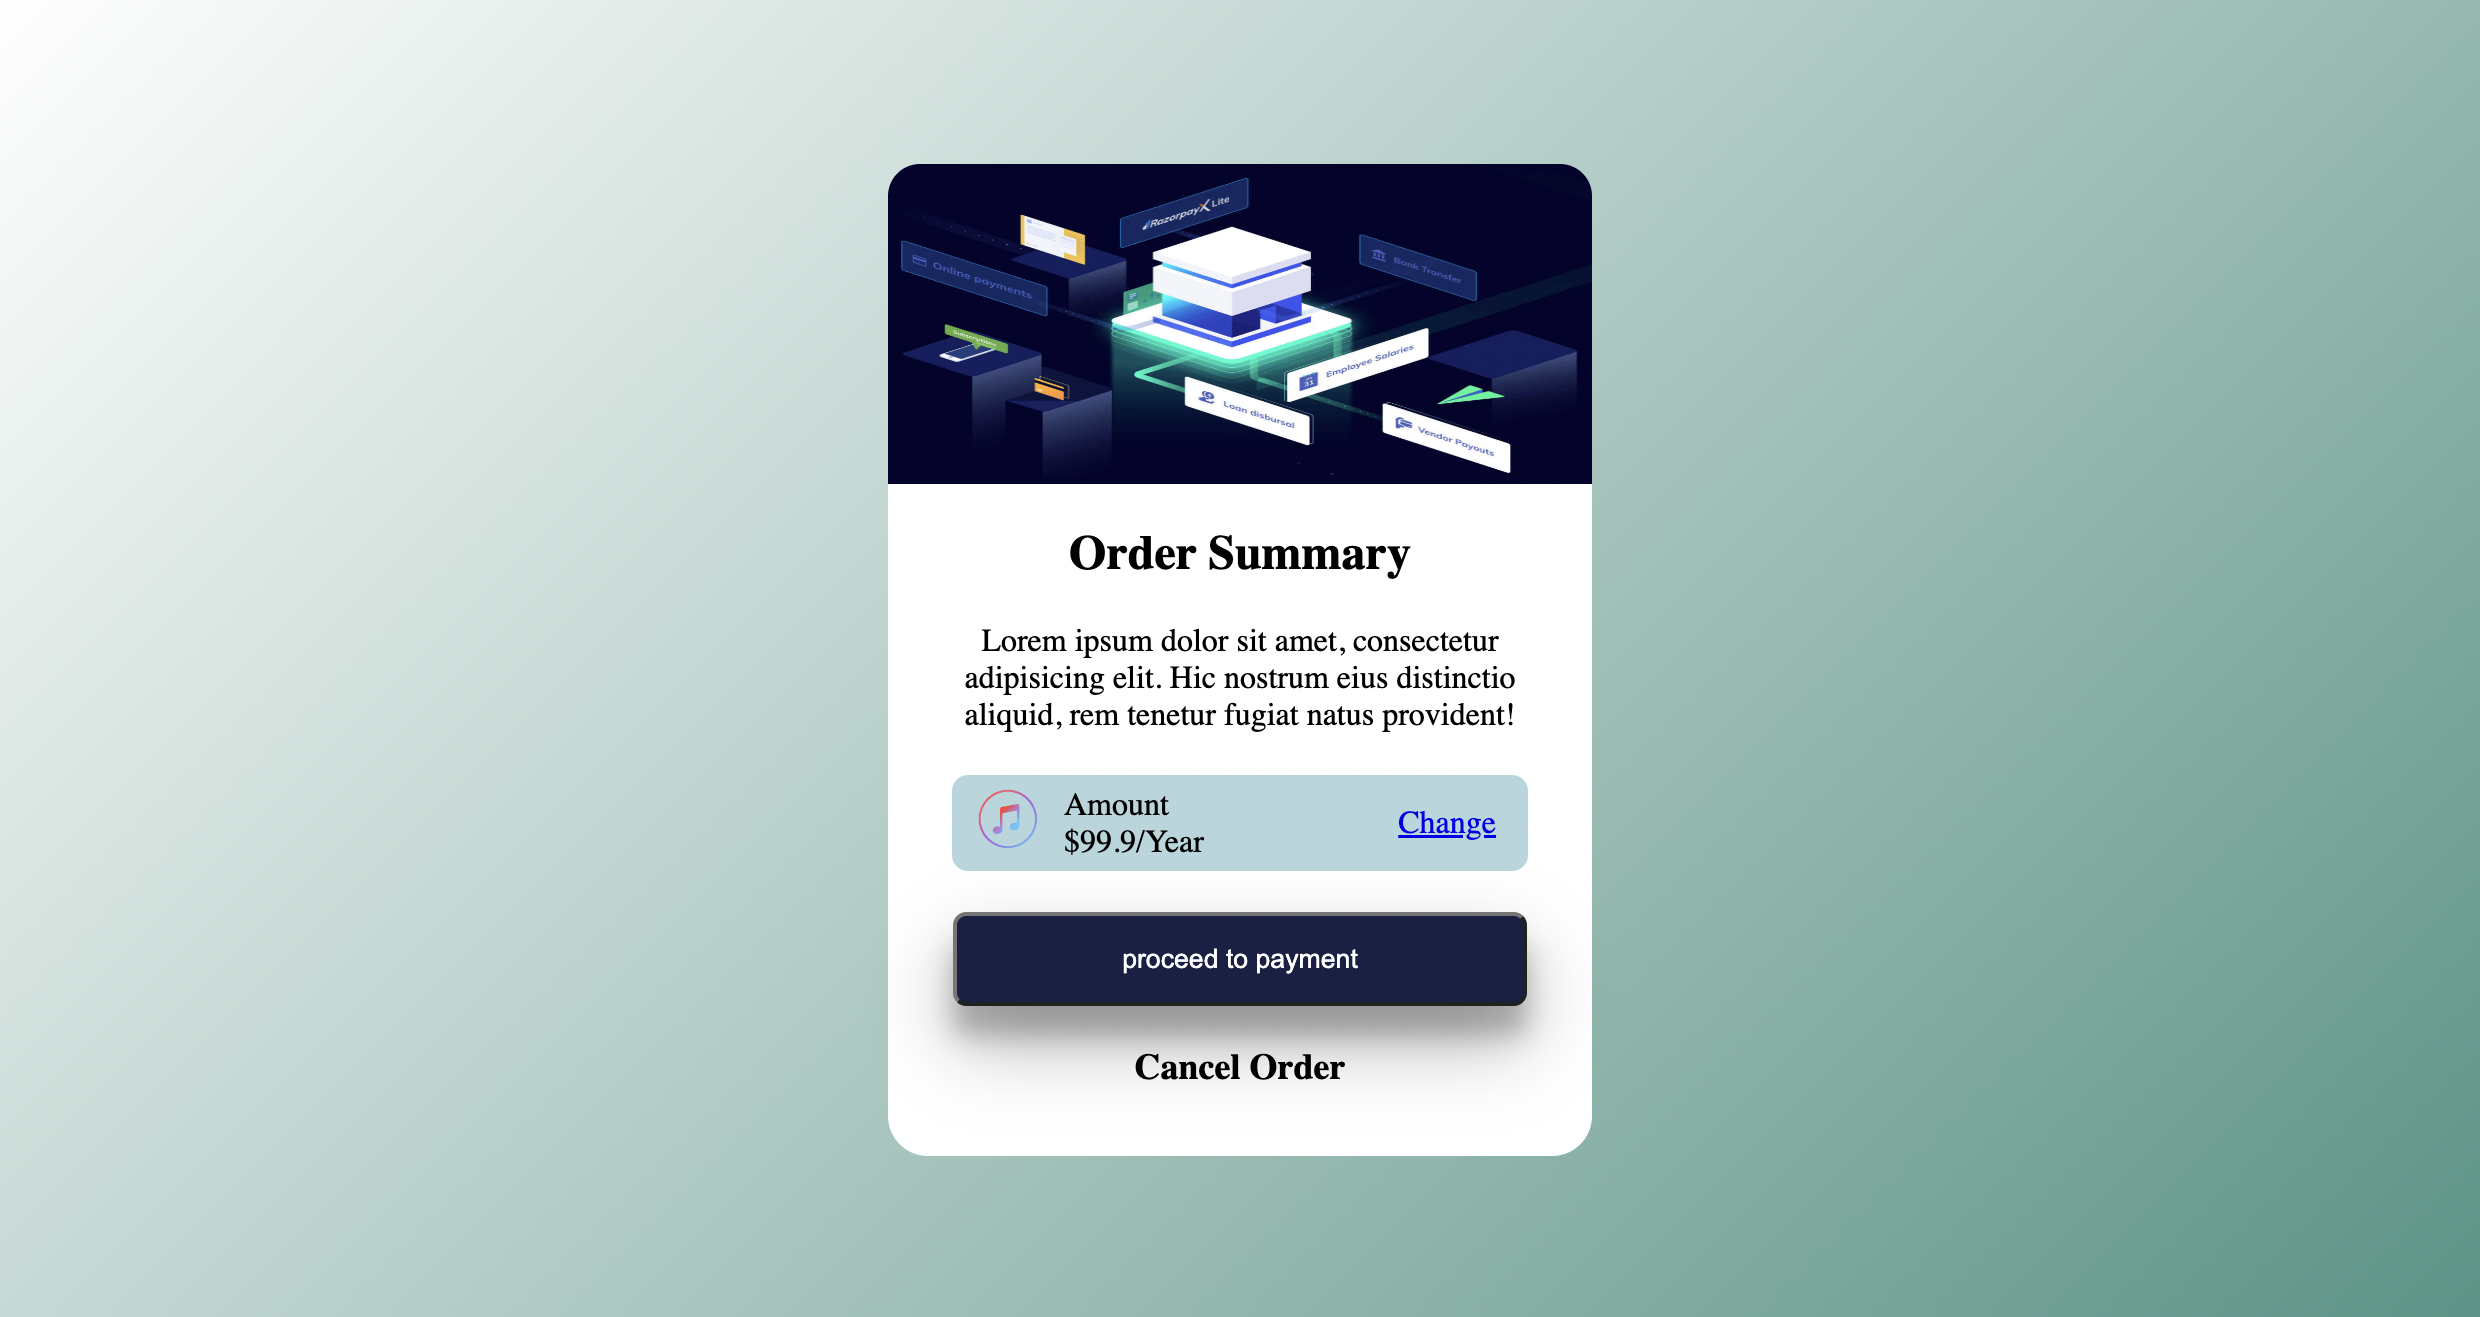 RazorpayX Lite
Online payments
Bank Transfer
Subscriptions
Employee Salaries
31
Loan disbursal
Vendor Payouts
Order Summary
Lorem ipsum dolor sit amet, consectetur
adipisicing elit. Hic nostrum eius distinctio
aliquid, rem tenetur fugiat natus provident!
Amount
$99.9/Year
Change
proceed to payment
Cancel Order